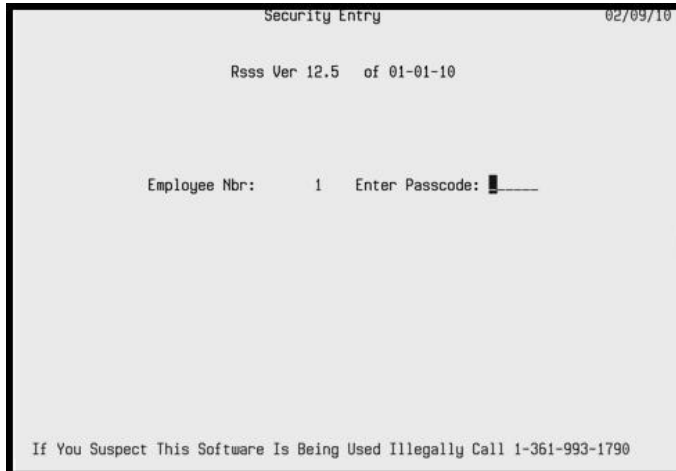 Security Entry 02/09/10
Rsss Ver 12.5 of 01-01-10
Employee Nbr: 1 Enter Passcode: ______
If You Suspect This Software Is Being Used Illegally Call 1-361-993-1790